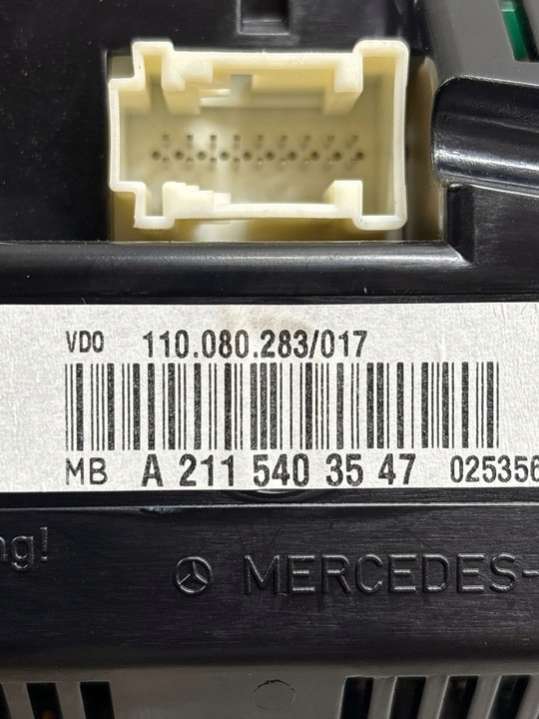 VDO 110.080.283/017
MB A 211 540 35 47 025356
ng!
MERCEDES-